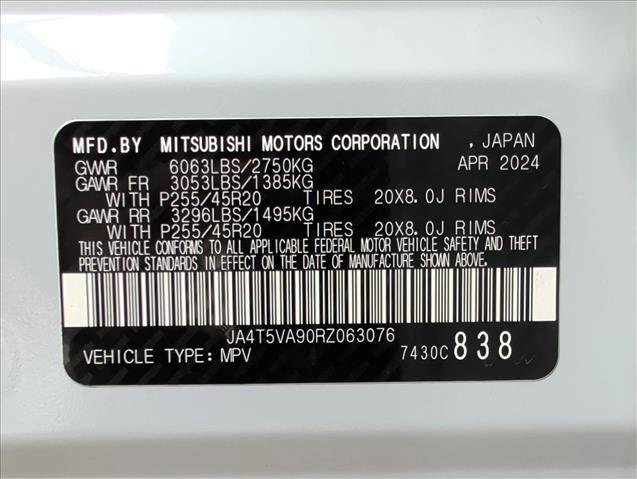 MFD.BY MITSUBISHI MOTORS CORPORATION , JAPAN
GVWR 6063LBS/2750KG APR 2024
GAWR FR 3053LBS/1385KG
WITH P255/45R20 TIRES 20X8.0J RIMS
GAWR RR 3296LBS/1495KG
WITH P255/45R20 TIRES 20X8.0J RIMS
THIS VEHICLE CONFORMS TO ALL APPLICABLE FEDERAL MOTOR VEHICLE SAFETY AND THEFT
PREVENTION STANDARDS IN EFFECT ON THE DATE OF MANUFACTURE SHOWN ABOVE.
JA4T5VA90RZ063076
VEHICLE TYPE: MPV 7430C 838